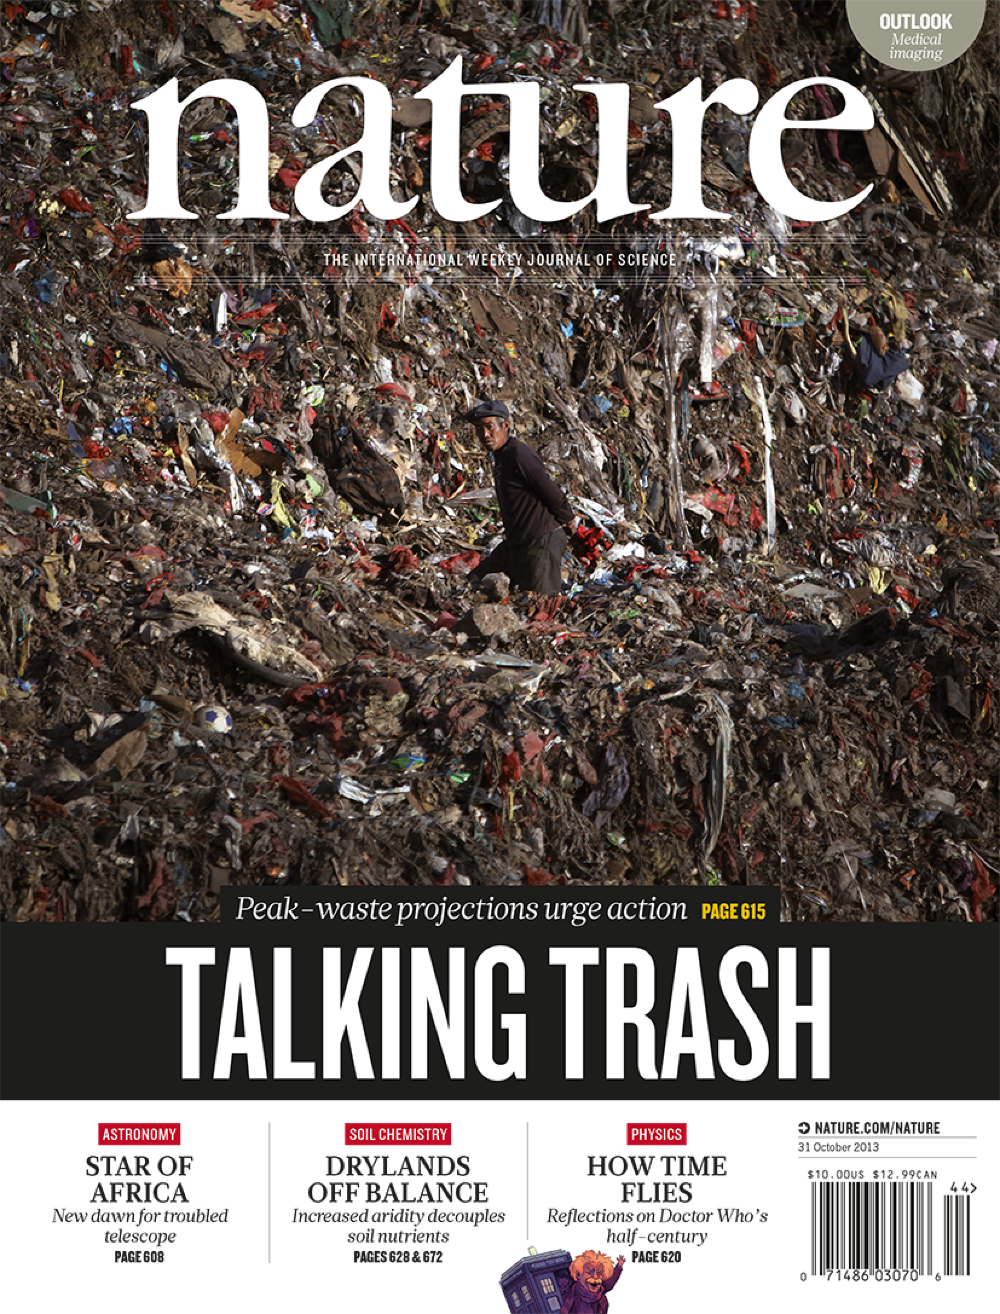 OUTLOOK
Medical
imaging
nature
THE INTERNATIONAL WEEKLY JOURNAL OF SCIENCE
Peak-waste projections urge action PAGE 615
TALKING TRASH
ASTRONOMY
STAR OF
AFRICA
New dawn for troubled
telescope
PAGE 608
SOIL CHEMISTRY
DRYLANDS
OFF BALANCE
Increased aridity decouples
soil nutrients
PAGES 628 & 672
PHYSICS
HOW TIME
FLIES
Reflections on Doctor Who's
half-century
PAGE 620
NATURE.COM/NATURE
31 October 2013
$10.00US $12.99CAN
44>
0 71486 03070 6